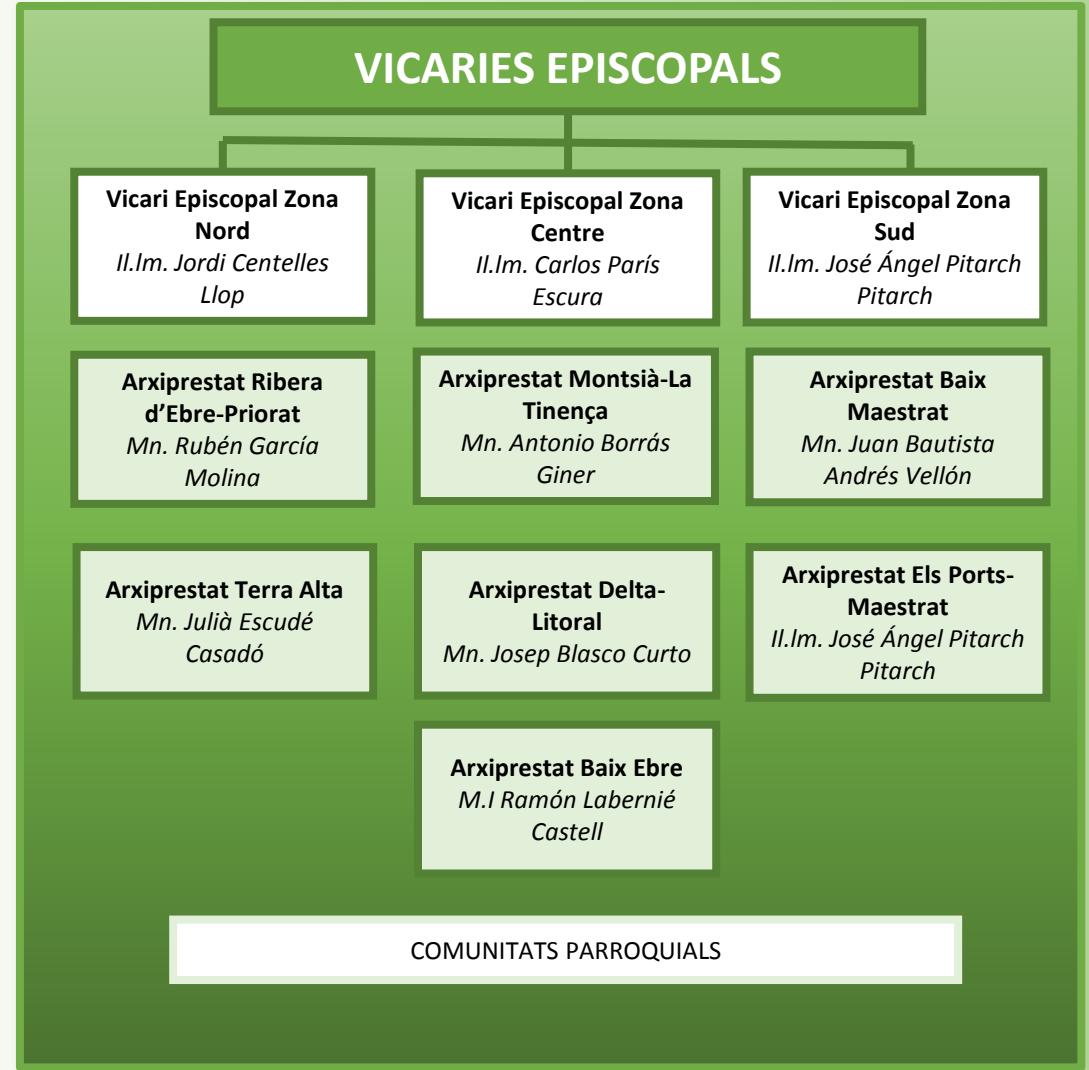 VICARIES EPISCOPALS
Vicari Episcopal Zona
Nord
Il.lm. Jordi Centelles
Llop
Vicari Episcopal Zona
Centre
Il.lm. Carlos París
Escura
Vicari Episcopal Zona
Sud
Il.lm. José Ángel Pitarch
Pitarch
Arxiprestat Ribera
d’Ebre-Priorat
Mn. Rubén García
Molina
Arxiprestat Montsià-La
Tinença
Mn. Antonio Borrás
Giner
Arxiprestat Baix
Maestrat
Mn. Juan Bautista
Andrés Vellón
Arxiprestat Terra Alta
Mn. Julià Escudé
Casadó
Arxiprestat Delta-
Litoral
Mn. Josep Blasco Curto
Arxiprestat Els Ports-
Maestrat
Il.lm. José Ángel Pitarch
Pitarch
Arxiprestat Baix Ebre
M.I Ramón Labernié
Castell
COMUNITATS PARROQUIALS